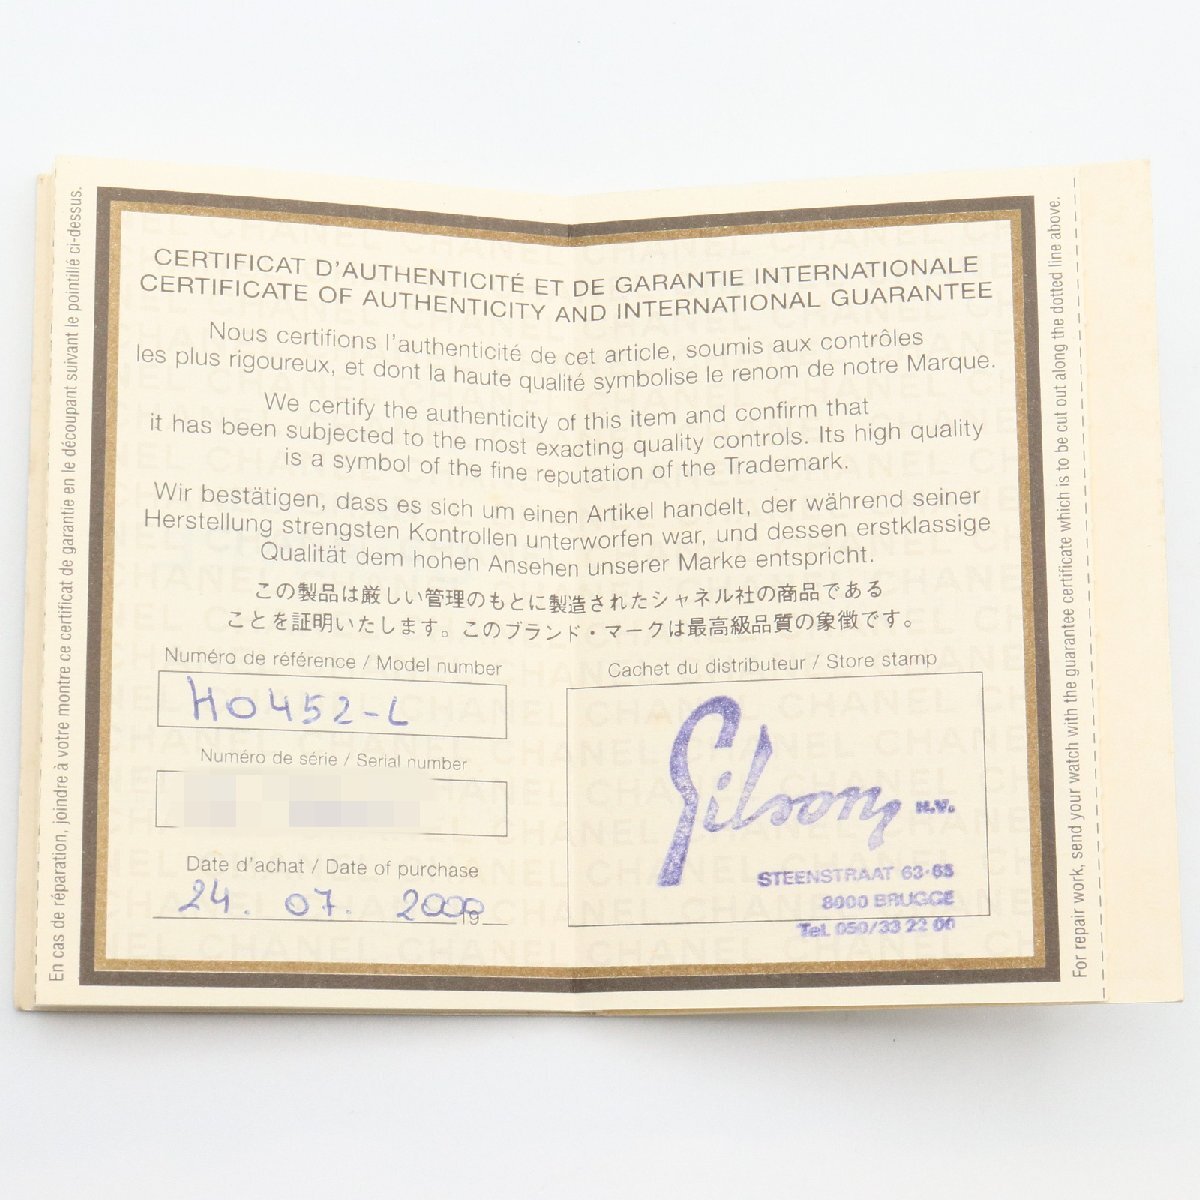 CERTIFICAT D'AUTHENTICITÉ ET DE GARANTIE INTERNATIONALE
CERTIFICATE OF AUTHENTICITY AND INTERNATIONAL GUARANTEE
Nous certifions l'authenticité de cet article, soumis aux contrôles
les plus rigoureux, et dont la haute qualité symbolise le renom de notre Marque.
We certify the authenticity of this item and confirm that
it has been subjected to the most exacting quality controls. Its high quality
is a symbol of the fine reputation of the Trademark.
Wir bestätigen, dass es sich um einen Artikel handelt, der während seiner
Herstellung strengsten Kontrollen unterworfen war, und dessen erstklassige
Qualität dem hohen Ansehen unserer Marke entspricht.
この製品は厳しい管理のもとに製造されたシャネル社の商品である
ことを証明いたします。このブランド・マークは最高級品質の象徴です。
Numéro de référence / Model number
H0452-L
Numéro de série / Serial number
Date d'achat / Date of purchase
24. 07. 2000
19
Cachet du distributeur / Store stamp
Gilson N.V.
STEENSTRAAT 63-65
8000 BRUGGE
Tel. 050/33 22 00
En cas de réparation, joindre à votre montre ce certificat de garantie en le découpant suivant le pointillé ci-dessus.
For repair work, send your watch with the guarantee certificate which is to be cut out along the dotted line above.